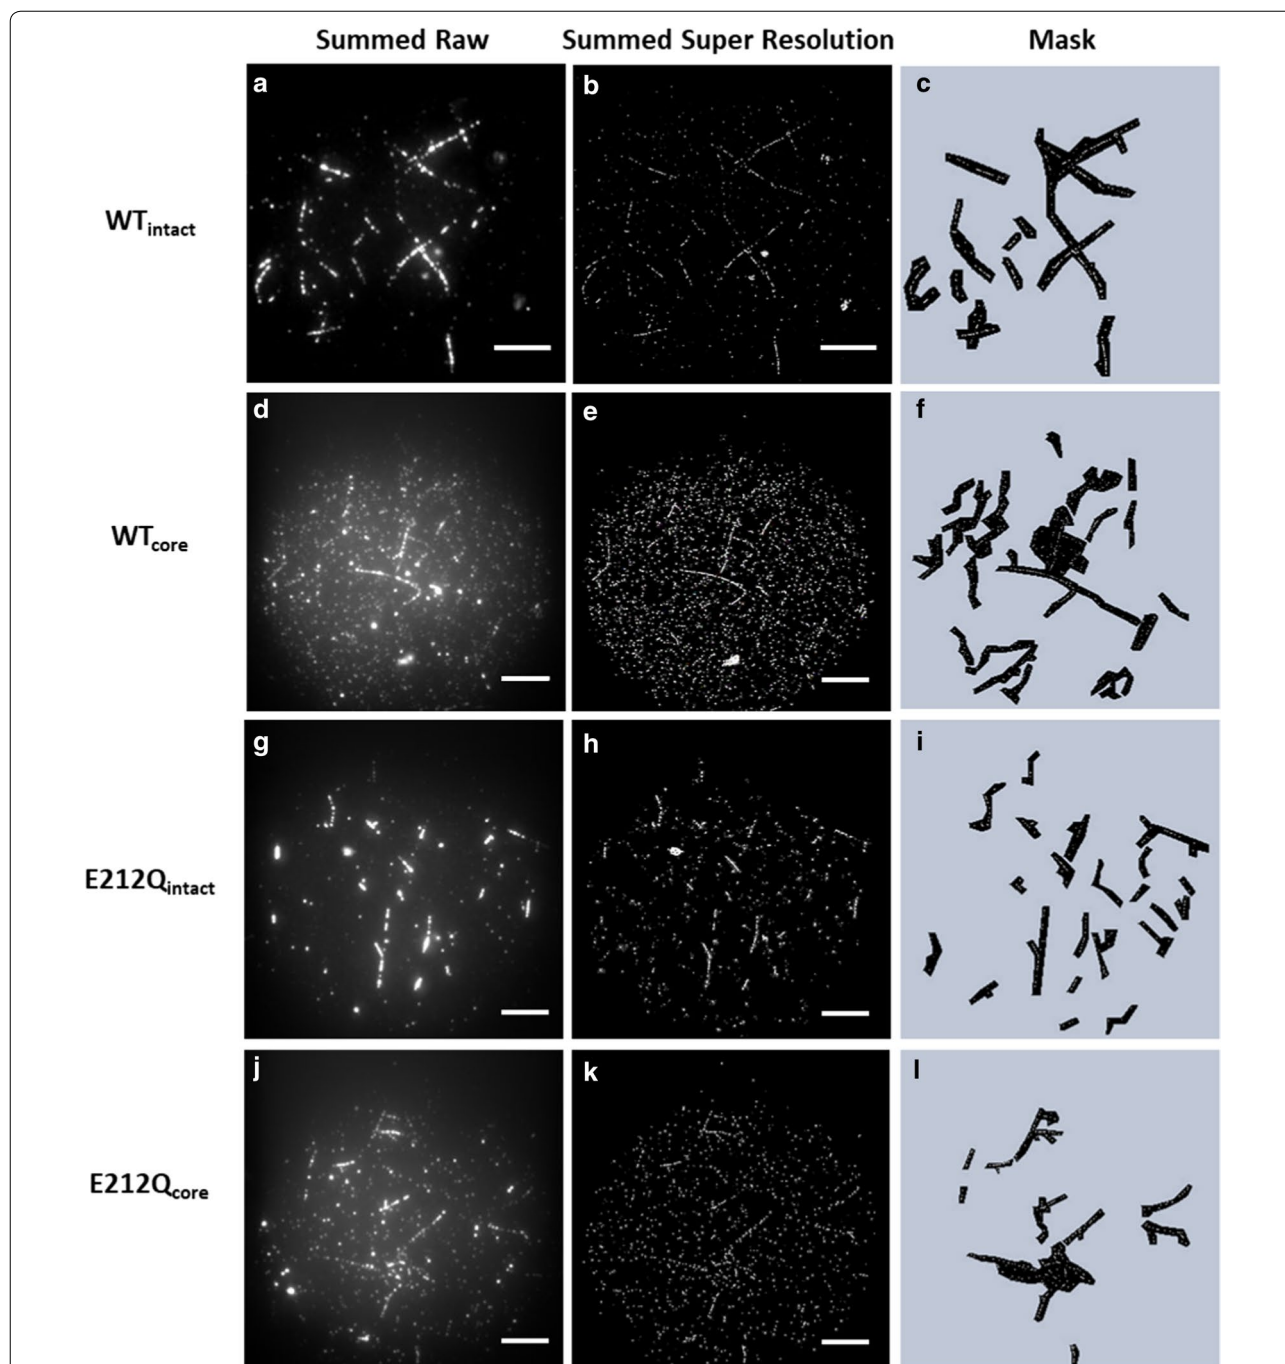 Summed Raw Summed Super Resolution Mask
a b c
WTintact
d e f
WTcore
g h i
E212Qintact
j k l
E212Qcore